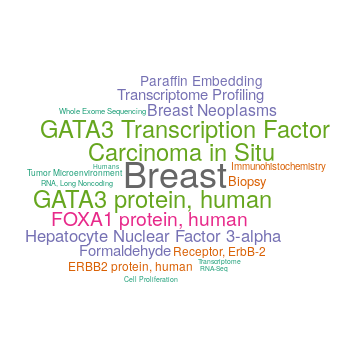 Paraffin Embedding
Transcriptome Profiling
Whole Exome Sequencing
Breast Neoplasms
GATA3 Transcription Factor
Carcinoma in Situ
Humans
Immunohistochemistry
Tumor Microenvironment
Breast
RNA, Long Noncoding
Biopsy
GATA3 protein, human
FOXA1 protein, human
Hepatocyte Nuclear Factor 3-alpha
Formaldehyde
Receptor, ErbB-2
ERBB2 protein, human
Transcriptome
RNA-Seq
Cell Proliferation